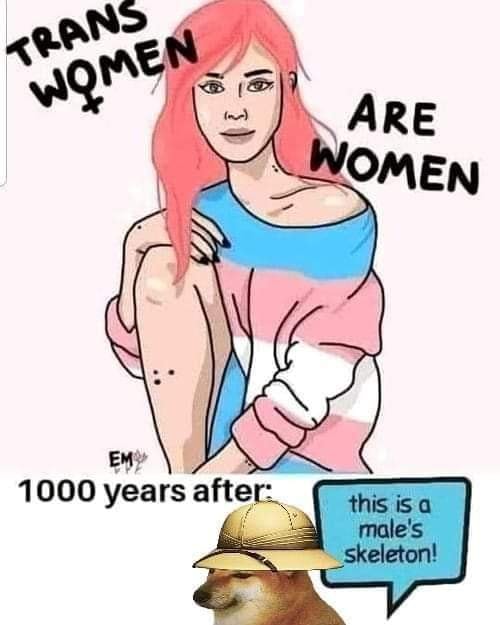 TRANS
WOMEN
ARE
WOMEN
EM
1000 years after:
this is a
male's
skeleton!